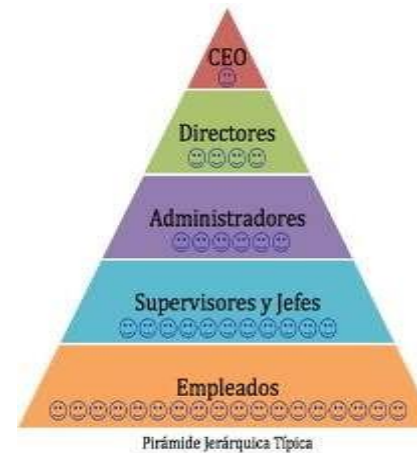 CEO
Directores
Administradores
Supervisores y Jefes
Empleados
Pirámide Jerárquica Típica